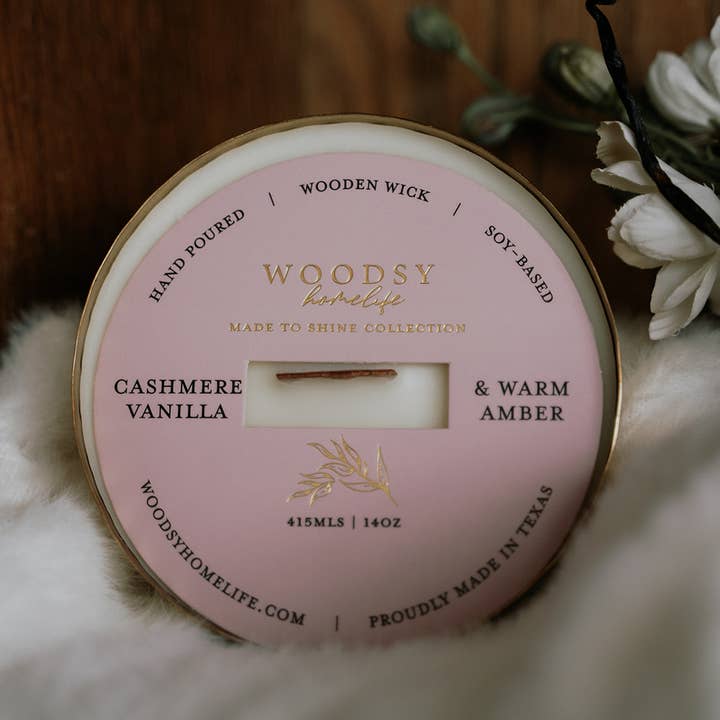 HAND POURED | WOODEN WICK | SOY-BASED
WOODSY
homelife
MADE TO SHINE COLLECTION
CASHMERE
VANILLA
& WARM
AMBER
415MLS | 14OZ
WOODSYHOMELIFE.COM | PROUDLY MADE IN TEXAS